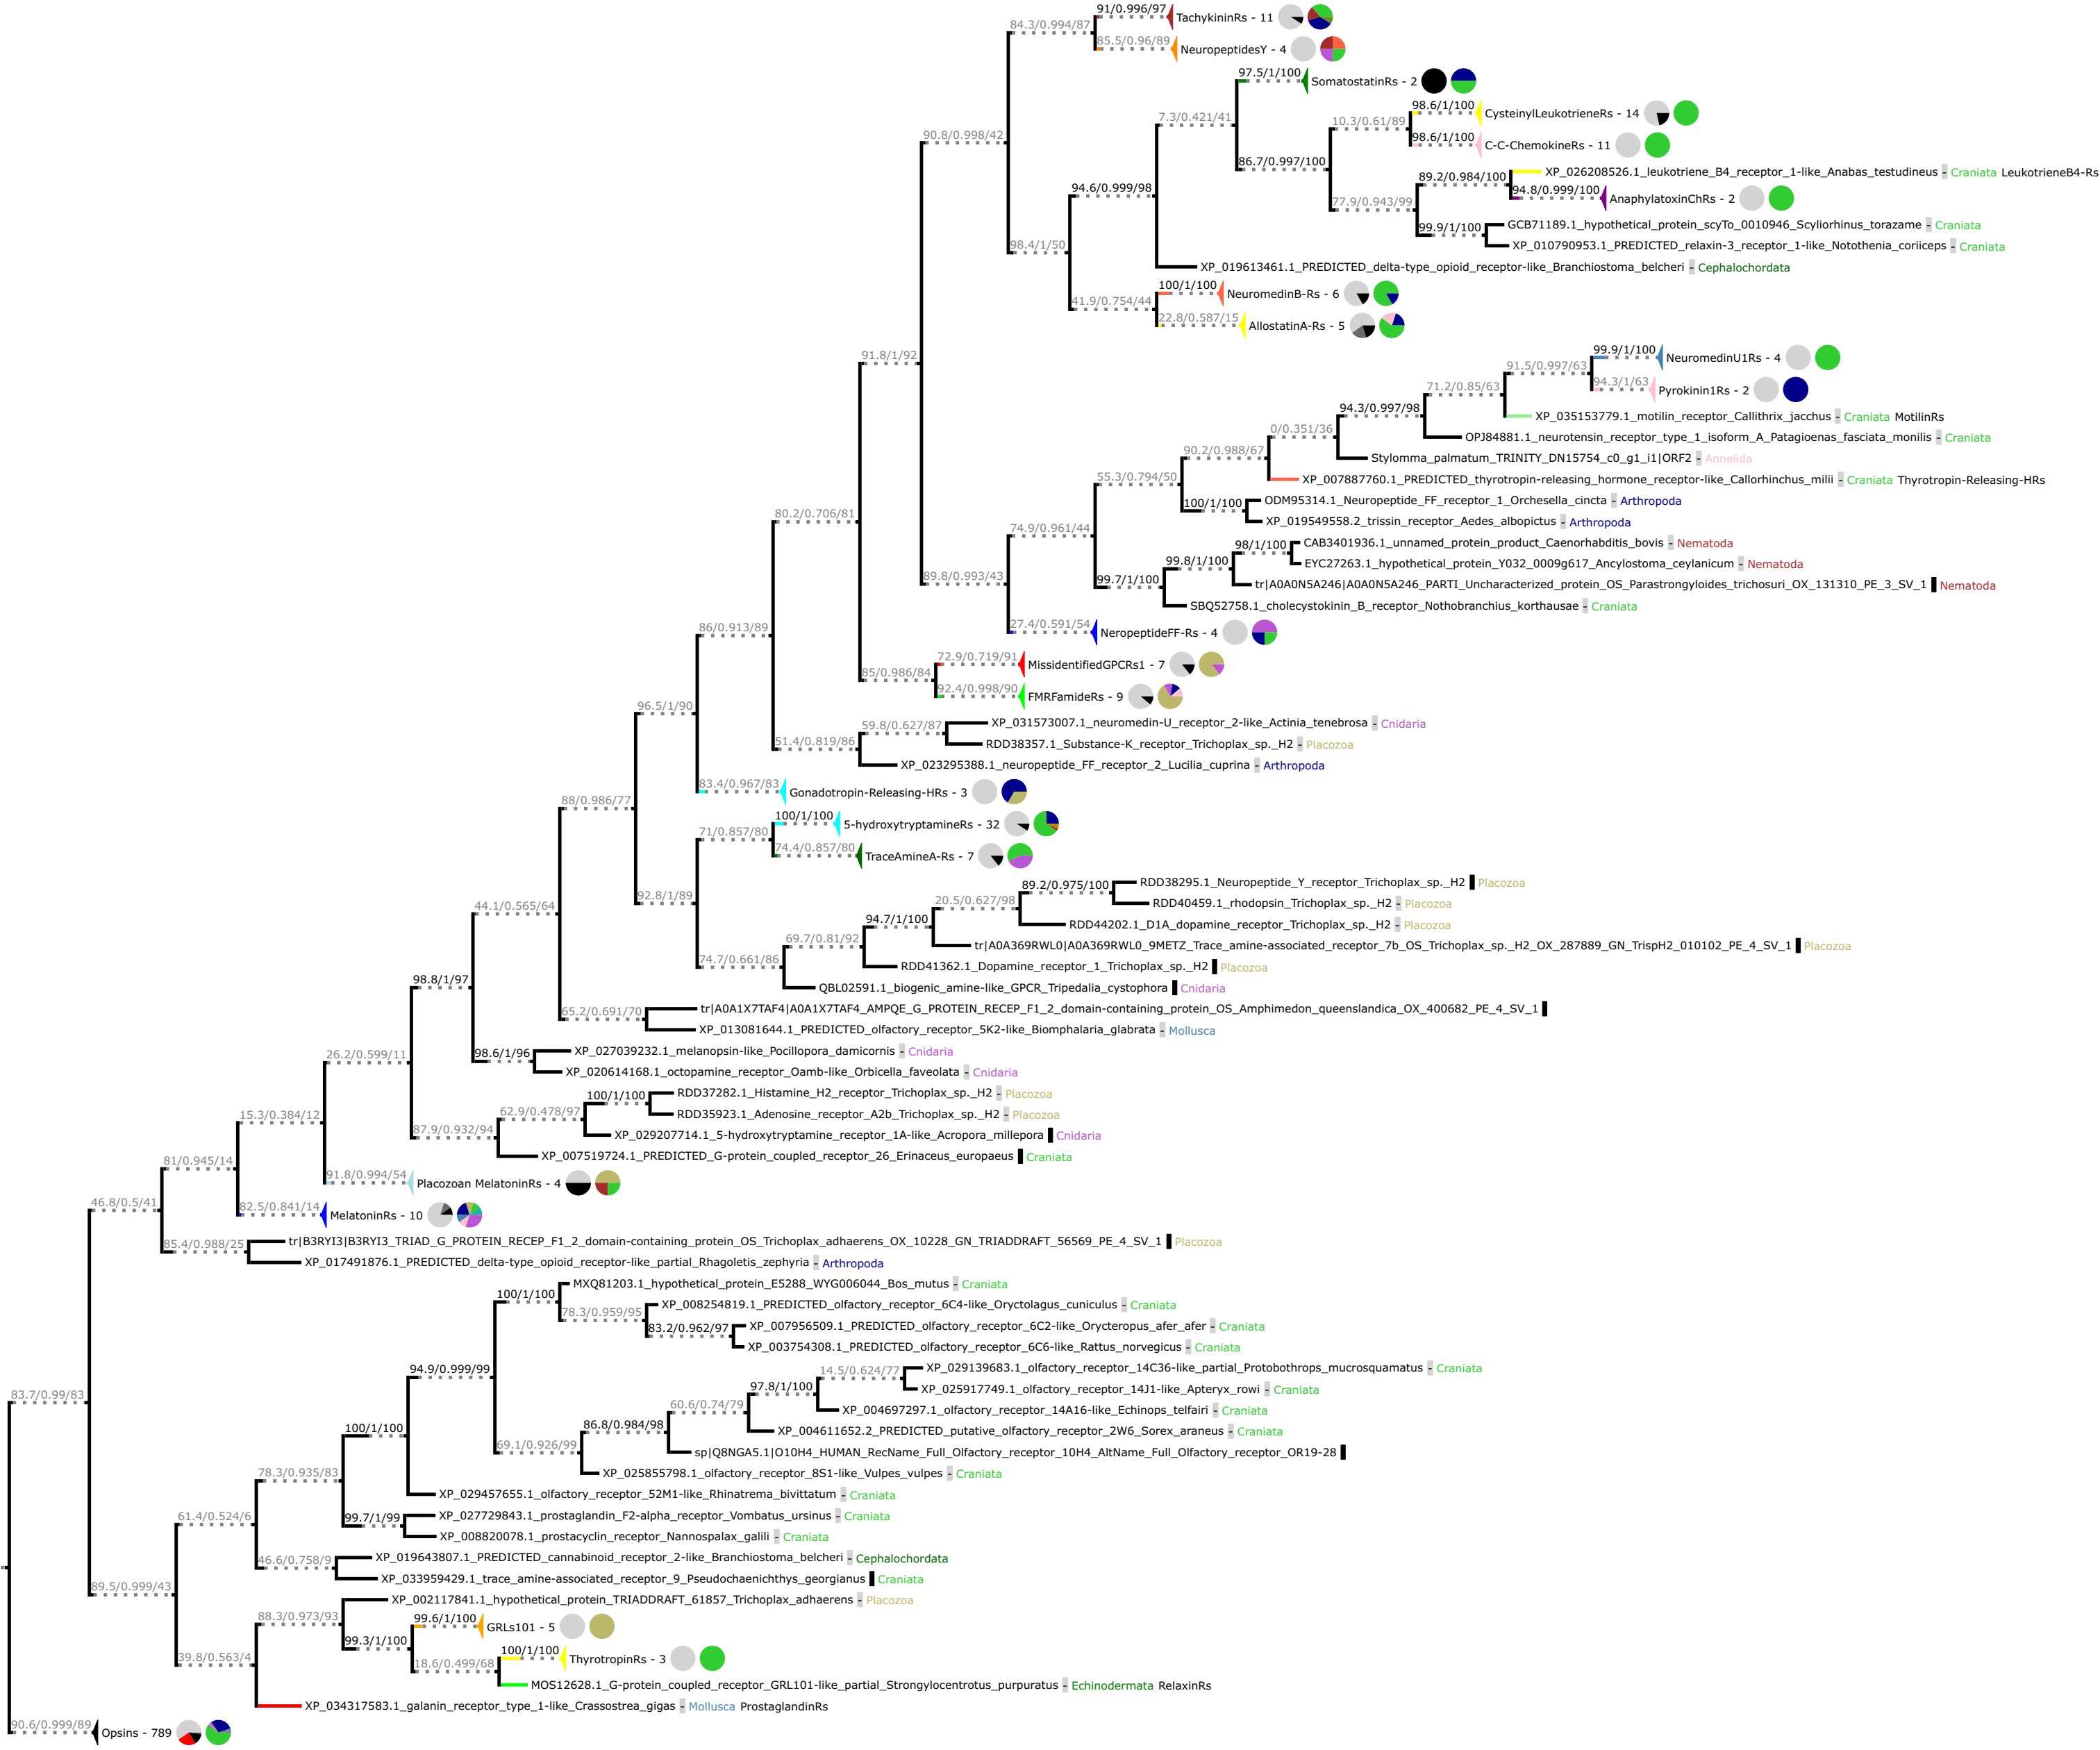 91/0.996/97 TachykininRs - 11
84.3/0.994/87
85.5/0.96/89 NeuropeptidesY - 4
97.5/1/100 SomatostatinRs - 2
98.6/1/100 CysteinylLeukotrieneRs - 14
7.3/0.421/41 10.3/0.61/89
90.8/0.998/42
98.6/1/100 C-C-ChemokineRs - 11
86.7/0.997/100
XP_026208526.1_leukotriene_B4_receptor_1-like_Anabas_testudineus - Craniata LeukotrieneB4-Rs
89.2/0.984/100
94.6/0.999/98
94.8/0.999/100 AnaphylatoxinChRs - 2
77.9/0.943/99
GCB71189.1_hypothetical_protein_scyTo_0010946_Scyliorhinus_torazame - Craniata
99.9/1/100
XP_010790953.1_PREDICTED_relaxin-3_receptor_1-like_Notothenia_coriiceps - Craniata
98.4/1/50
XP_019613461.1_PREDICTED_delta-type_opioid_receptor-like_Branchiostoma_belcheri - Cephalochordata
100/1/100 NeuromedinB-Rs - 6
41.9/0.754/44
22.8/0.587/15 AllostatinA-Rs - 5
91.8/1/92
99.9/1/100 NeuromedinU1Rs - 4
91.5/0.997/63
94.3/1/63 Pyrokinin1Rs - 2
71.2/0.85/63
XP_035153779.1_motilin_receptor_Callithrix_jacchus - Craniata MotilinRs
94.3/0.997/98
OPJ84881.1_neurotensin_receptor_type_1_isoform_A_Patagioenas_fasciata_monilis - Craniata
0/0.351/36
Stylomma_palmatum_TRINITY_DN15754_c0_g1_i1|ORF2 - Annelida
90.2/0.988/67
XP_007887760.1_PREDICTED_thyrotropin-releasing_hormone_receptor-like_Callorhinchus_milii - Craniata Thyrotropin-Releasing-HRs
55.3/0.794/50
ODM95314.1_Neuropeptide_FF_receptor_1_Orchesella_cincta - Arthropoda
100/1/100
XP_019549558.2_trissin_receptor_Aedes_albopictus - Arthropoda
80.2/0.706/81
74.9/0.961/44
CAB3401936.1_unnamed_protein_product_Caenorhabditis_bovis - Nematoda
98/1/100
EYC27263.1_hypothetical_protein_Y032_0009g617_Ancylostoma_ceylanicum - Nematoda
99.8/1/100
89.8/0.993/43
tr|A0A0N5A246|A0A0N5A246_PARTI_Uncharacterized_protein_OS_Parastrongyloides_trichosuri_OX_131310_PE_3_SV_1 Nematoda
99.7/1/100
SBQ52758.1_cholecystokinin_B_receptor_Nothobranchius_korthausae - Craniata
86/0.913/89
27.4/0.591/54 NeropeptideFF-Rs - 4
72.9/0.719/91 MissidentifiedGPCRs1 - 7
85/0.986/84
92.4/0.998/90 FMRFamideRs - 9
96.5/1/90
XP_031573007.1_neuromedin-U_receptor_2-like_Actinia_tenebrosa - Cnidaria
59.8/0.627/87
RDD38357.1_Substance-K_receptor_Trichoplax_sp._H2 - Placozoa
51.4/0.819/86
XP_023295388.1_neuropeptide_FF_receptor_2_Lucilia_cuprina - Arthropoda
83.4/0.967/83 Gonadotropin-Releasing-HRs - 3
88/0.986/77
100/1/100 5-hydroxytryptamineRs - 32
71/0.857/80
74.4/0.857/80 TraceAmineA-Rs - 7
RDD38295.1_Neuropeptide_Y_receptor_Trichoplax_sp._H2 Placozoa
89.2/0.975/100
92.8/1/89
RDD40459.1_rhodopsin_Trichoplax_sp._H2 - Placozoa
20.5/0.627/98
44.1/0.565/64
RDD44202.1_D1A_dopamine_receptor_Trichoplax_sp._H2 - Placozoa
94.7/1/100
tr|A0A369RWL0|A0A369RWL0_9METZ_Trace_amine-associated_receptor_7b_OS_Trichoplax_sp._H2_OX_287889_GN_TrispH2_010102_PE_4_SV_1 Placozoa
69.7/0.81/92
RDD41362.1_Dopamine_receptor_1_Trichoplax_sp._H2 Placozoa
74.7/0.661/86
QBL02591.1_biogenic_amine-like_GPCR_Tripedalia_cystophora Cnidaria
98.8/1/97
tr|A0A1X7TAF4|A0A1X7TAF4_AMPQE_G_PROTEIN_RECEP_F1_2_domain-containing_protein_OS_Amphimedon_queenslandica_OX_400682_PE_4_SV_1
65.2/0.691/70
XP_013081644.1_PREDICTED_olfactory_receptor_5K2-like_Biomphalaria_glabrata - Mollusca
XP_027039232.1_melanopsin-like_Pocillopora_damicornis - Cnidaria
26.2/0.599/11 98.6/1/96
XP_020614168.1_octopamine_receptor_Oamb-like_Orbicella_faveolata - Cnidaria
RDD37282.1_Histamine_H2_receptor_Trichoplax_sp._H2 - Placozoa
100/1/100
RDD35923.1_Adenosine_receptor_A2b_Trichoplax_sp._H2 - Placozoa
15.3/0.384/12 62.9/0.478/97
XP_029207714.1_5-hydroxytryptamine_receptor_1A-like_Acropora_millepora Cnidaria
87.9/0.932/94
XP_007519724.1_PREDICTED_G-protein_coupled_receptor_26_Erinaceus_europaeus Craniata
81/0.945/14
91.8/0.994/54 Placozoan MelatoninRs - 4
46.8/0.5/41
82.5/0.841/14 MelatoninRs - 10
tr|B3RYI3|B3RYI3_TRIAD_G_PROTEIN_RECEP_F1_2_domain-containing_protein_OS_Trichoplax_adhaerens_OX_10228_GN_TRIADDRAFT_56569_PE_4_SV_1 Placozoa
85.4/0.988/25
XP_017491876.1_PREDICTED_delta-type_opioid_receptor-like_partial_Rhagoletis_zephyria - Arthropoda
MXQ81203.1_hypothetical_protein_E5288_WYG006044_Bos_mutus - Craniata
100/1/100
XP_008254819.1_PREDICTED_olfactory_receptor_6C4-like_Oryctolagus_cuniculus - Craniata
78.3/0.959/95
XP_007956509.1_PREDICTED_olfactory_receptor_6C2-like_Orycteropus_afer_afer - Craniata
83.2/0.962/97
XP_003754308.1_PREDICTED_olfactory_receptor_6C6-like_Rattus_norvegicus - Craniata
94.9/0.999/99
XP_029139683.1_olfactory_receptor_14C36-like_partial_Protobothrops_mucrosquamatus - Craniata
14.5/0.624/77
XP_025917749.1_olfactory_receptor_14J1-like_Apteryx_rowi - Craniata
97.8/1/100
83.7/0.99/83
XP_004697297.1_olfactory_receptor_14A16-like_Echinops_telfairi - Craniata
60.6/0.74/79
XP_004611652.2_PREDICTED_putative_olfactory_receptor_2W6_Sorex_araneus - Craniata
86.8/0.984/98
100/1/100
sp|Q8NGA5.1|O10H4_HUMAN_RecName_Full_Olfactory_receptor_10H4_AltName_Full_Olfactory_receptor_OR19-28
69.1/0.926/99
XP_025855798.1_olfactory_receptor_8S1-like_Vulpes_vulpes - Craniata
78.3/0.935/83
XP_029457655.1_olfactory_receptor_52M1-like_Rhinatrema_bivittatum - Craniata
XP_027729843.1_prostaglandin_F2-alpha_receptor_Vombatus_ursinus - Craniata
61.4/0.524/6 99.7/1/99
XP_008820078.1_prostacyclin_receptor_Nannospalax_galili - Craniata
XP_019643807.1_PREDICTED_cannabinoid_receptor_2-like_Branchiostoma_belcheri - Cephalochordata
46.6/0.758/9
XP_033959429.1_trace_amine-associated_receptor_9_Pseudochaenichthys_georgianus Craniata
89.5/0.999/43
XP_002117841.1_hypothetical_protein_TRIADDRAFT_61857_Trichoplax_adhaerens - Placozoa
88.3/0.973/93
99.6/1/100 GRLs101 - 5
99.3/1/100
100/1/100 ThyrotropinRs - 3
39.8/0.563/4 18.6/0.499/68
MOS12628.1_G-protein_coupled_receptor_GRL101-like_partial_Strongylocentrotus_purpuratus - Echinodermata RelaxinRs
XP_034317583.1_galanin_receptor_type_1-like_Crassostrea_gigas - Mollusca ProstaglandinRs
90.6/0.999/89 Opsins - 789